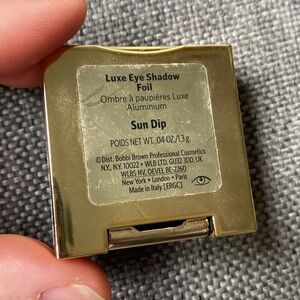 Luxe Eye Shadow
Foil
Ombre à paupières Luxe
Aluminium
Sun Dip
POIDS NET WT. .04 OZ./1.3 g
©Dist. Bobbi Brown Professional Cosmetics
N.Y., N.Y. 10022 • WLB LTD. GU32 3DD, UK
WLBS NV, OEVEL BE-2260
New York • London • Paris
Made in Italy [ERGC]